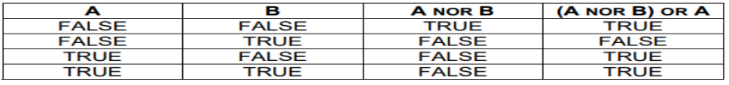 A B A NOR B (A NOR B) OR A
FALSE FALSE TRUE TRUE
FALSE TRUE FALSE FALSE
TRUE FALSE FALSE TRUE
TRUE TRUE FALSE TRUE